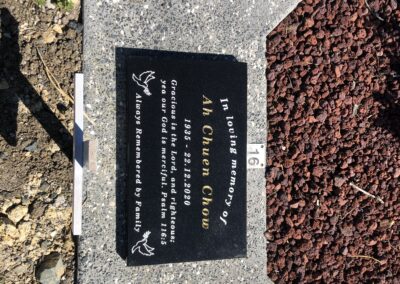 In loving memory of
Ah Chuen Chow
1935 - 22.12.2020
Gracious is the Lord, and righteous;
yea our God is merciful. Psalm 116:5
Always Remembered by Family
16